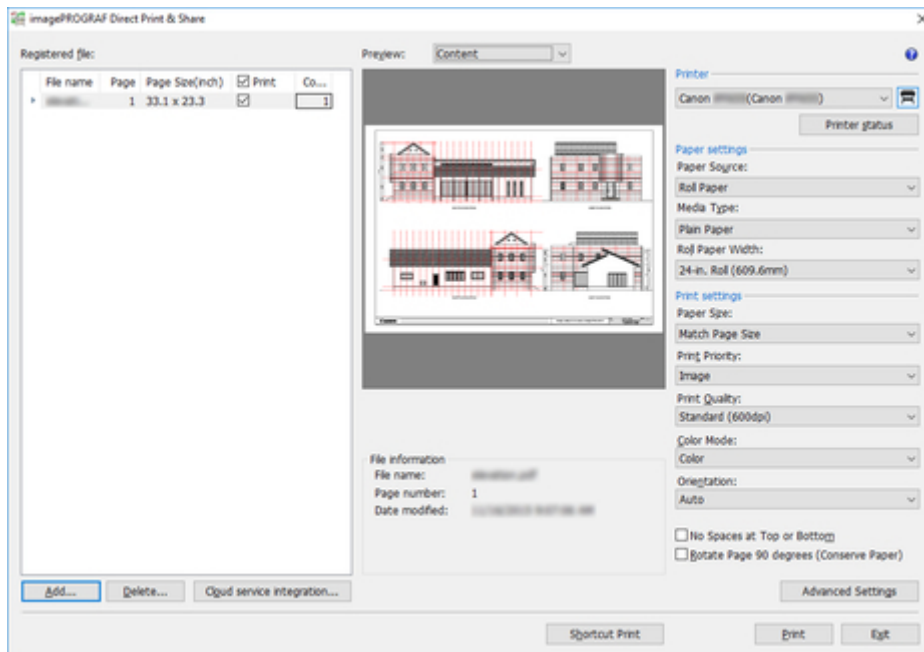 imagePROGRAF Direct Print & Share
Registered file:
File name Page Page Size(inch) Print Co...
1 33.1 x 23.3 1
Preview: Content
File information
File name:
Page number: 1
Date modified:
Printer
Canon (Canon )
Printer status
Paper settings
Paper Source:
Roll Paper
Media Type:
Plain Paper
Roll Paper Width:
24-in. Roll (609.6mm)
Print settings
Paper Size:
Match Page Size
Print Priority:
Image
Print Quality:
Standard (600dpi)
Color Mode:
Color
Orientation:
Auto
No Spaces at Top or Bottom
Rotate Page 90 degrees (Conserve Paper)
Add... Delete... Cloud service integration... Advanced Settings
Shortcut Print Print Exit